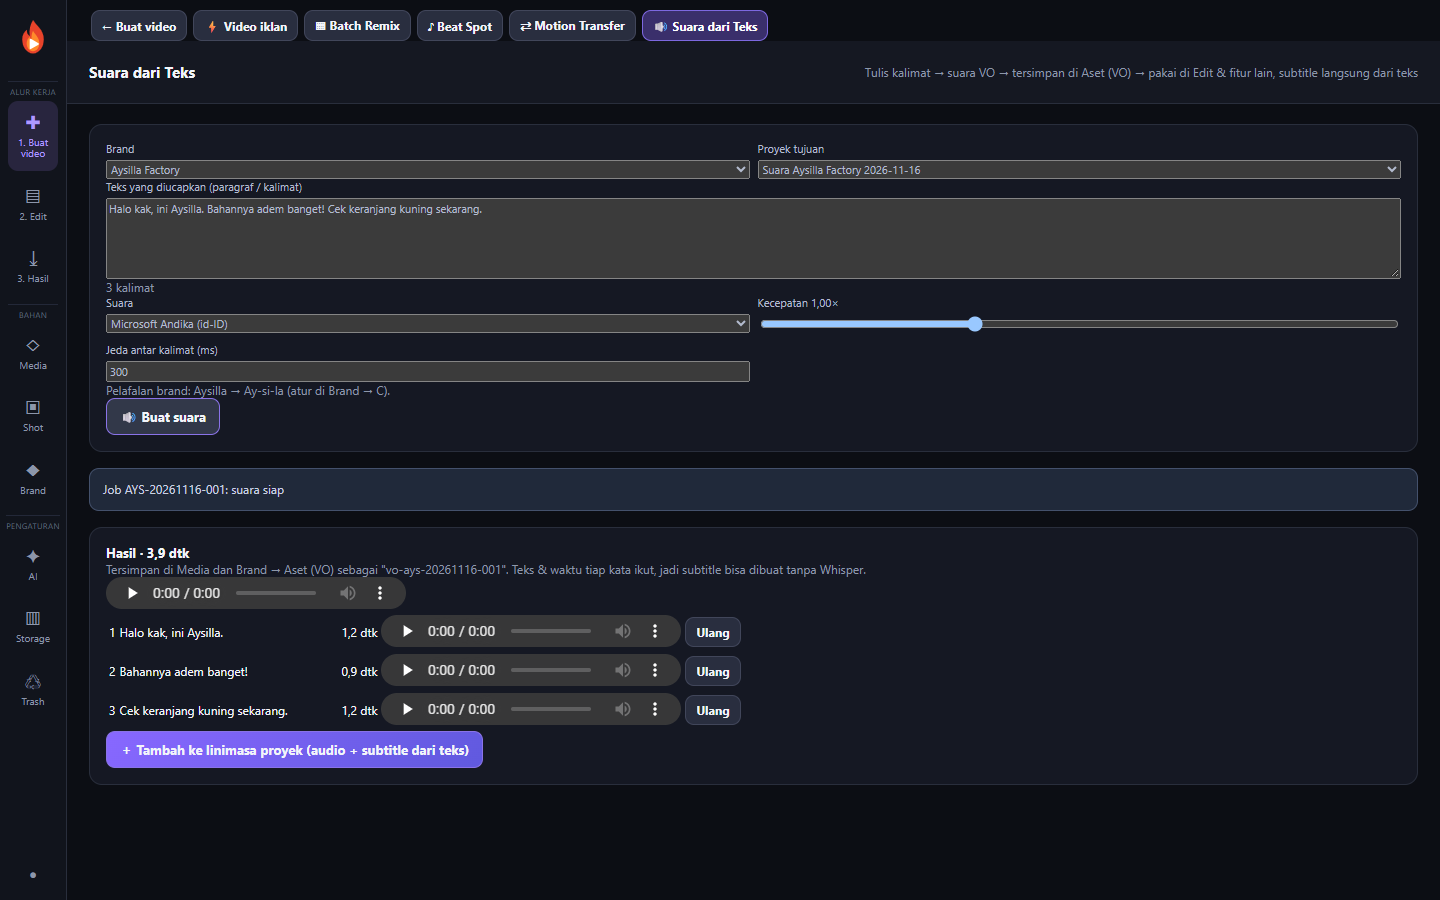 ← Buat video
Video iklan
Batch Remix
Beat Spot
Motion Transfer
Suara dari Teks
Suara dari Teks
Tulis kalimat → suara VO → tersimpan di Aset (VO) → pakai di Edit & fitur lain, subtitle langsung dari teks
ALUR KERJA
1. Buat
video
2. Edit
3. Hasil
BAHAN
Media
Shot
Brand
PENGATURAN
AI
Storage
Trash
Brand
Proyek tujuan
Aysilla Factory
Suara Aysilla Factory 2026-11-16
Teks yang diucapkan (paragraf / kalimat)
Halo kak, ini Aysilla. Bahannya adem banget! Cek keranjang kuning sekarang.
3 kalimat
Suara
Kecepatan 1,00×
Microsoft Andika (id-ID)
Jeda antar kalimat (ms)
300
Pelafalan brand: Aysilla → Ay-si-la (atur di Brand → C).
Buat suara
Job AYS-20261116-001: suara siap
Hasil · 3,9 dtk
Tersimpan di Media dan Brand → Aset (VO) sebagai "vo-ays-20261116-001". Teks & waktu tiap kata ikut, jadi subtitle bisa dibuat tanpa Whisper.
0:00 / 0:00
1 Halo kak, ini Aysilla. 1,2 dtk 0:00 / 0:00 Ulang
2 Bahannya adem banget! 0,9 dtk 0:00 / 0:00 Ulang
3 Cek keranjang kuning sekarang. 1,2 dtk 0:00 / 0:00 Ulang
+ Tambah ke linimasa proyek (audio + subtitle dari teks)